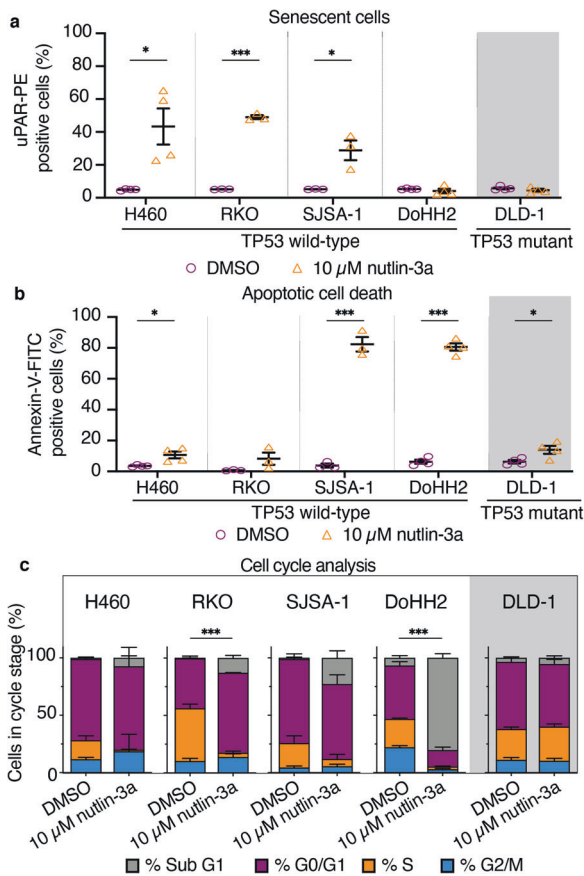 a
Senescent cells
uPAR-PE
positive cells (%)
100
80
60
40
20
0
*
***
*
H460
RKO
SJSA-1
DoHH2
DLD-1
TP53 wild-type
TP53 mutant
DMSO
10 µM nutlin-3a
b
Apoptotic cell death
Annexin-V-FITC
positive cells (%)
100
80
60
40
20
0
*
***
***
*
H460
RKO
SJSA-1
DoHH2
DLD-1
TP53 wild-type
TP53 mutant
DMSO
10 µM nutlin-3a
c
Cell cycle analysis
Cells in cycle stage (%)
H460
RKO
SJSA-1
DoHH2
DLD-1
***
***
100
50
0
DMSO
10 µM nutlin-3a
DMSO
10 µM nutlin-3a
DMSO
10 µM nutlin-3a
DMSO
10 µM nutlin-3a
DMSO
10 µM nutlin-3a
% Sub G1
% G0/G1
% S
% G2/M